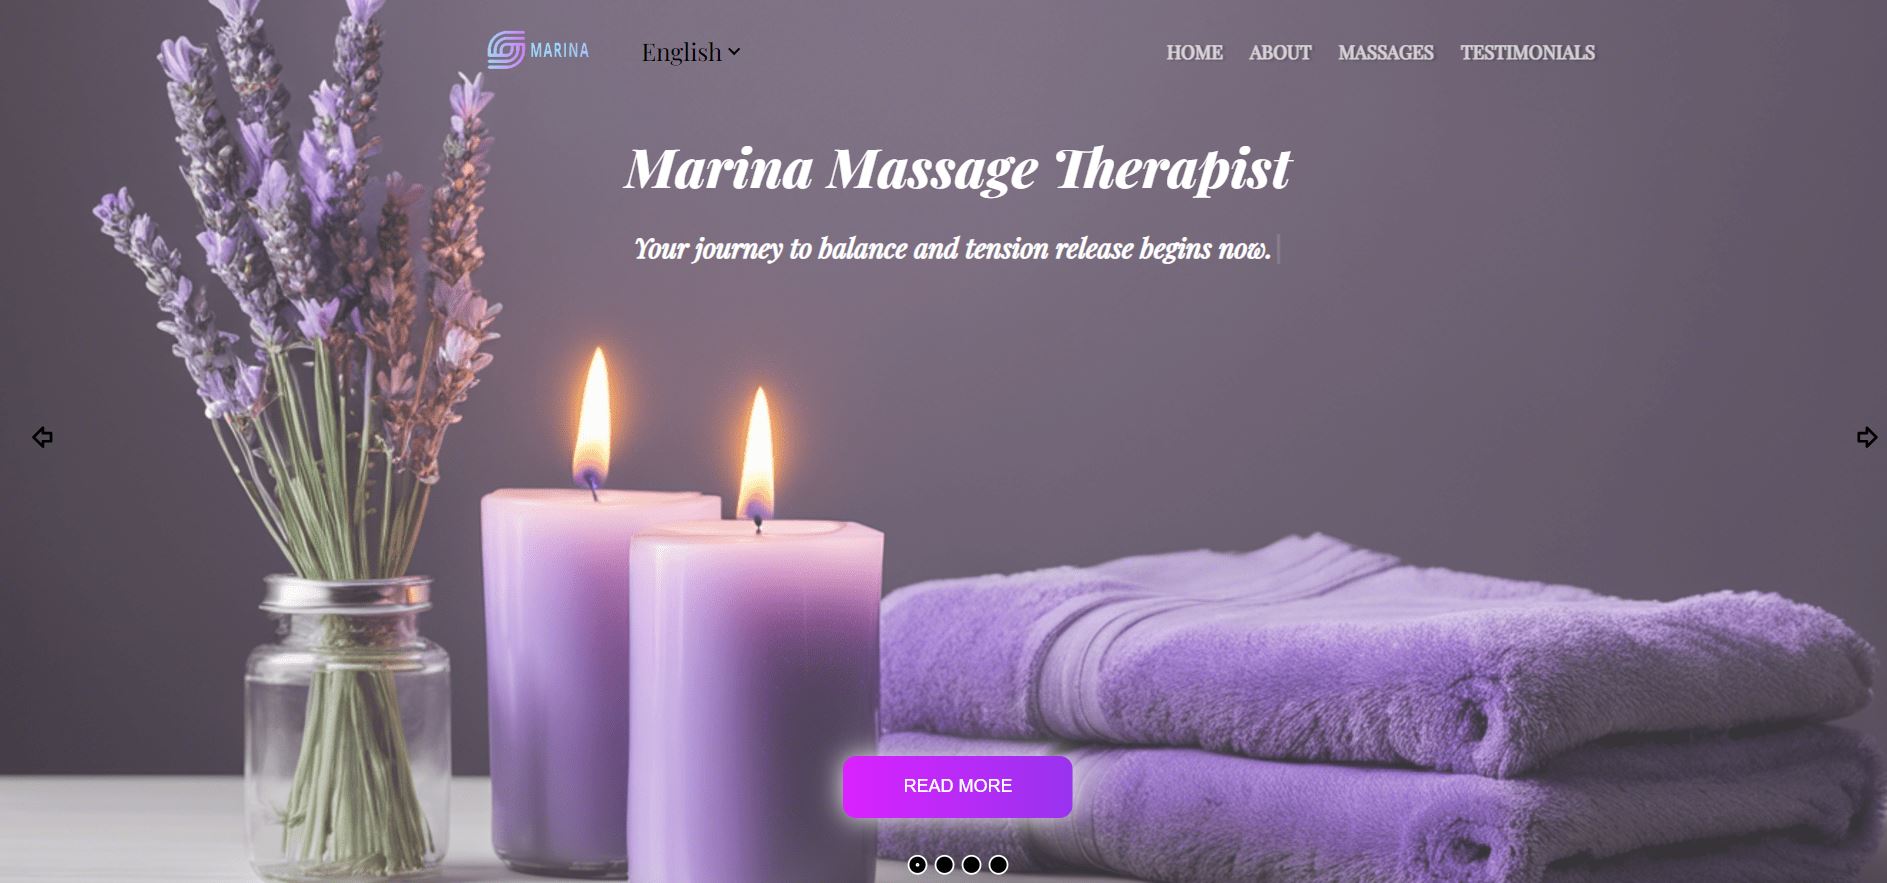 MARINA
English
HOME ABOUT MASSAGES TESTIMONIALS
Marina Massage Therapist
Your journey to balance and tension release begins now.
READ MORE